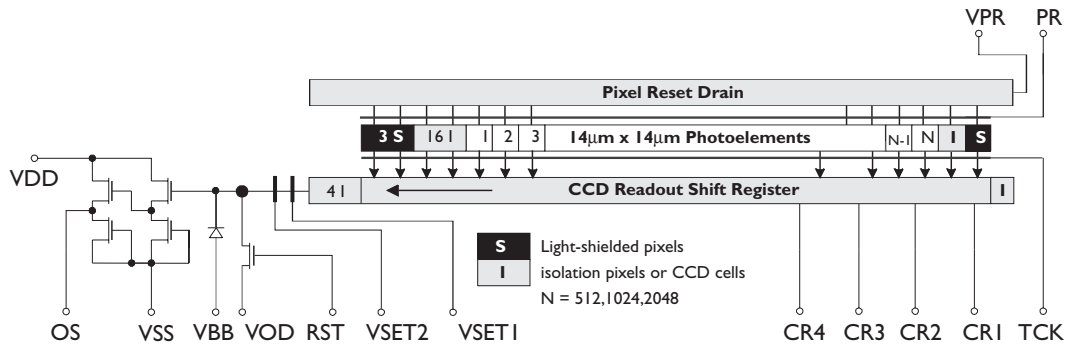 VPR PR
Pixel Reset Drain
3 S 16 I 1 2 3 14μm x 14μm Photoelements N-1 N I S
VDD
4 I CCD Readout Shift Register I
S Light-shielded pixels
I isolation pixels or CCD cells
N = 512,1024,2048
OS VSS VBB VOD RST VSET2 VSET1 CR4 CR3 CR2 CR1 TCK